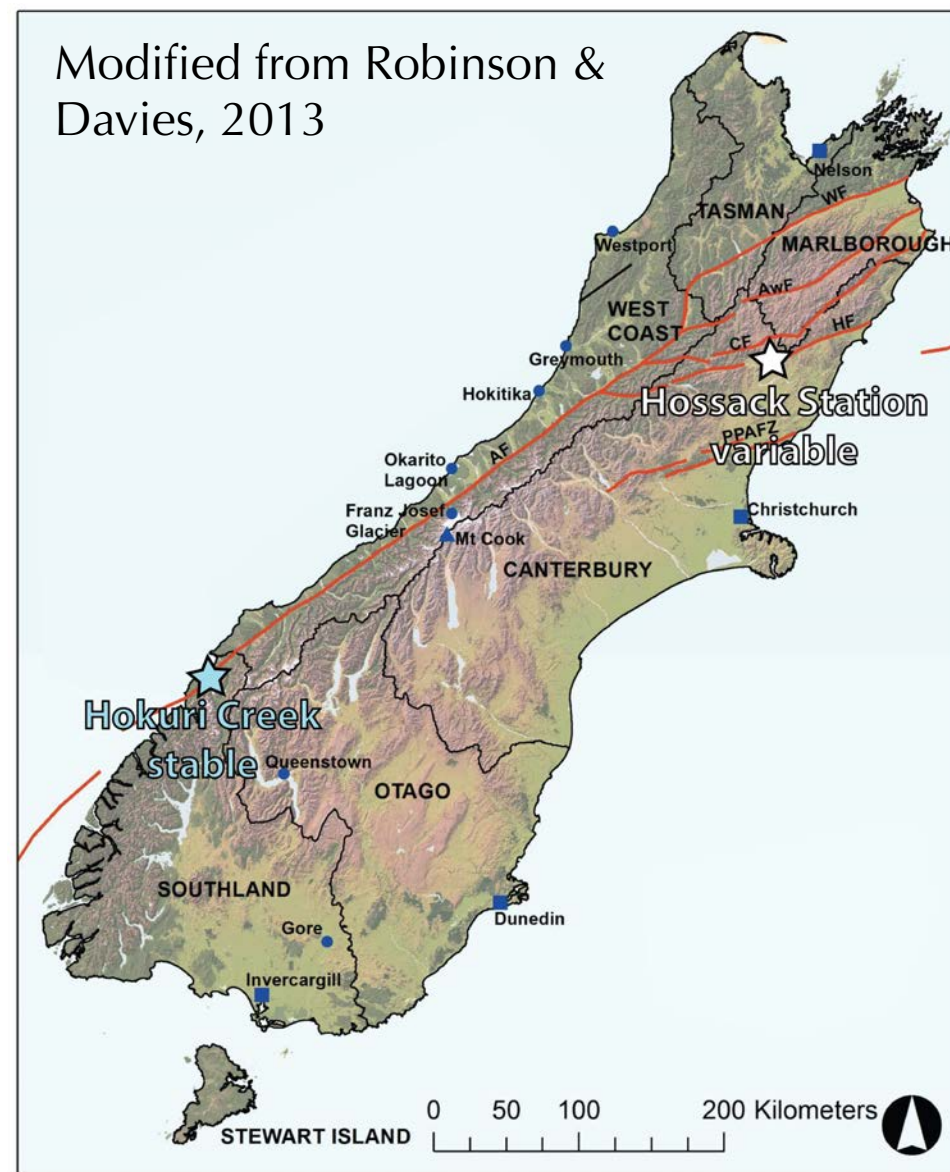 Modified from Robinson &
Davies, 2013
Nelson
WF
TASMAN
Westport
MARLBOROUGH
AwF
WEST
COAST
CF
HF
Greymouth
Hokitika
Hossack Station
variable
PPAFZ
AF
Okarito
Lagoon
Franz Josef
Glacier
Christchurch
Mt Cook
CANTERBURY
Hokuri Creek
stable
Queenstown
OTAGO
SOUTHLAND
Gore
Dunedin
Invercargill
0 50 100 200 Kilometers
STEWART ISLAND